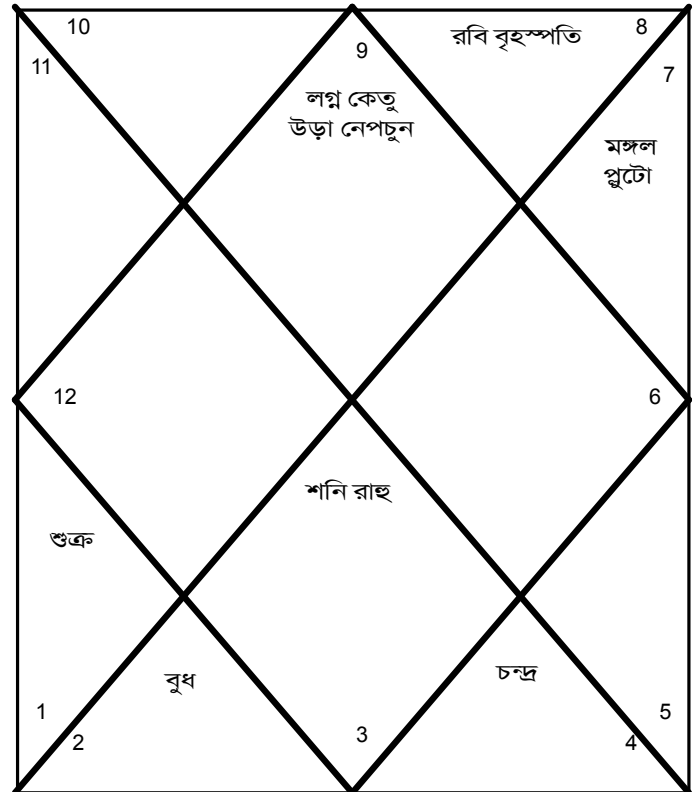 10
9
রবি বৃহস্পতি
8
11
7
লগ্ন কেতু
উড়া নেপচুন
মঙ্গল
প্লুটো
12
6
শনি রাহু
শুক্র
বুধ
চন্দ্র
1
2
3
4
5